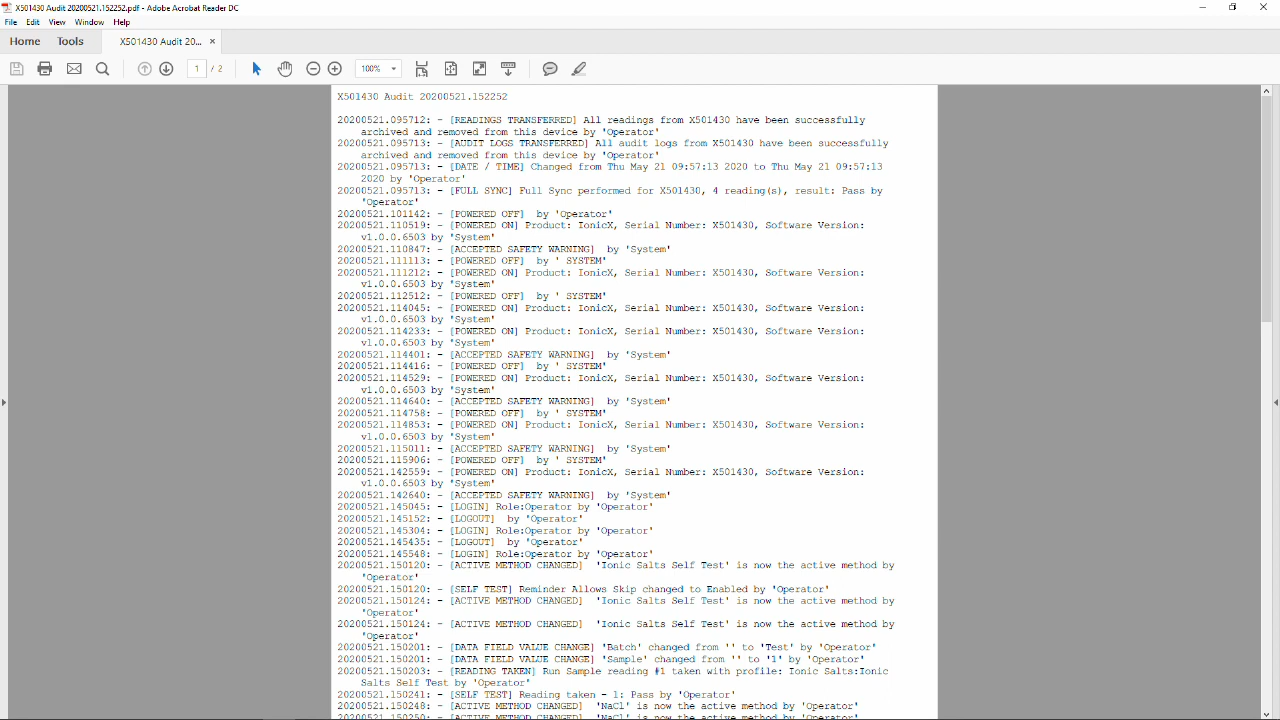 X501430 Audit 20200521.152252.pdf - Adobe Acrobat Reader DC
File Edit View Window Help
Home Tools X501430 Audit 20... ×
1 / 2 100%
X501430 Audit 20200521.152252
20200521.095712: - [READINGS TRANSFERRED] All readings from X501430 have been successfully
archived and removed from this device by 'Operator'
20200521.095713: - [AUDIT LOGS TRANSFERRED] All audit logs from X501430 have been successfully
archived and removed from this device by 'Operator'
20200521.095713: - [DATE / TIME] Changed from Thu May 21 09:57:13 2020 to Thu May 21 09:57:13
2020 by 'Operator'
20200521.095713: - [FULL SYNC] Full Sync performed for X501430, 4 reading(s), result: Pass by
'Operator'
20200521.101142: - [POWERED OFF]  by 'Operator'
20200521.110519: - [POWERED ON] Product: IonicX, Serial Number: X501430, Software Version:
v1.0.0.6503 by 'System'
20200521.110847: - [ACCEPTED SAFETY WARNING]  by 'System'
20200521.111113: - [POWERED OFF]  by ' SYSTEM'
20200521.111212: - [POWERED ON] Product: IonicX, Serial Number: X501430, Software Version:
v1.0.0.6503 by 'System'
20200521.112512: - [POWERED OFF]  by ' SYSTEM'
20200521.114045: - [POWERED ON] Product: IonicX, Serial Number: X501430, Software Version:
v1.0.0.6503 by 'System'
20200521.114233: - [POWERED ON] Product: IonicX, Serial Number: X501430, Software Version:
v1.0.0.6503 by 'System'
20200521.114401: - [ACCEPTED SAFETY WARNING]  by 'System'
20200521.114416: - [POWERED OFF]  by ' SYSTEM'
20200521.114529: - [POWERED ON] Product: IonicX, Serial Number: X501430, Software Version:
v1.0.0.6503 by 'System'
20200521.114640: - [ACCEPTED SAFETY WARNING]  by 'System'
20200521.114758: - [POWERED OFF]  by ' SYSTEM'
20200521.114853: - [POWERED ON] Product: IonicX, Serial Number: X501430, Software Version:
v1.0.0.6503 by 'System'
20200521.115011: - [ACCEPTED SAFETY WARNING]  by 'System'
20200521.115906: - [POWERED OFF]  by ' SYSTEM'
20200521.142559: - [POWERED ON] Product: IonicX, Serial Number: X501430, Software Version:
v1.0.0.6503 by 'System'
20200521.142640: - [ACCEPTED SAFETY WARNING]  by 'System'
20200521.145045: - [LOGIN] Role:Operator by 'Operator'
20200521.145152: - [LOGOUT]  by 'Operator'
20200521.145304: - [LOGIN] Role:Operator by 'Operator'
20200521.145435: - [LOGOUT]  by 'Operator'
20200521.145548: - [LOGIN] Role:Operator by 'Operator'
20200521.150120: - [ACTIVE METHOD CHANGED]  'Ionic Salts Self Test' is now the active method by
'Operator'
20200521.150120: - [SELF TEST] Reminder Allows Skip changed to Enabled by 'Operator'
20200521.150124: - [ACTIVE METHOD CHANGED]  'Ionic Salts Self Test' is now the active method by
'Operator'
20200521.150124: - [ACTIVE METHOD CHANGED]  'Ionic Salts Self Test' is now the active method by
'Operator'
20200521.150201: - [DATA FIELD VALUE CHANGE] 'Batch' changed from '' to 'Test' by 'Operator'
20200521.150201: - [DATA FIELD VALUE CHANGE] 'Sample' changed from '' to '1' by 'Operator'
20200521.150203: - [READING TAKEN] Run Sample reading #1 taken with profile: Ionic Salts:Ionic
Salts Self Test by 'Operator'
20200521.150241: - [SELF TEST] Reading taken - 1: Pass by 'Operator'
20200521.150248: - [ACTIVE METHOD CHANGED]  'NaCl' is now the active method by 'Operator'
20200521.150250: - [ACTIVE METHOD CHANGED]  'NaCl' is now the active method by 'Operator'